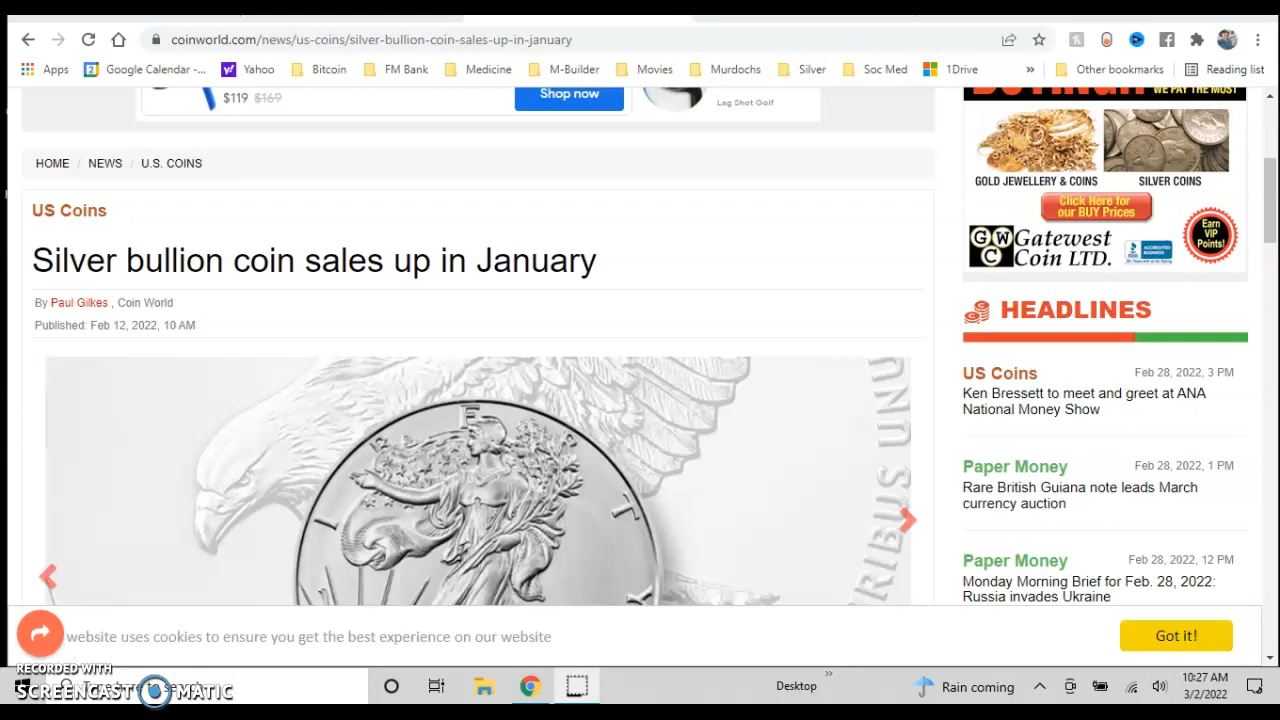 coinworld.com/news/us-coins/silver-bullion-coin-sales-up-in-january
Apps
Google Calendar -...
Yahoo
Bitcoin
FM Bank
Medicine
M-Builder
Movies
Murdochs
Silver
Soc Med
1Drive
»
Other bookmarks
Reading list
$119 $169
Shop now
Lag Shot Golf
WE PAY THE MOST
GOLD JEWELLERY & COINS
SILVER COINS
Click Here for
our BUY Prices
GWC
Gatewest
Coin LTD.
ACCREDITED
BUSINESS
Earn
VIP
Points!
HOME / NEWS / U.S. COINS
US Coins
Silver bullion coin sales up in January
By Paul Gilkes , Coin World
Published: Feb 12, 2022, 10 AM
HEADLINES
US Coins
Feb 28, 2022, 3 PM
Ken Bressett to meet and greet at ANA
National Money Show
Paper Money
Feb 28, 2022, 1 PM
Rare British Guiana note leads March
currency auction
Paper Money
Feb 28, 2022, 12 PM
Monday Morning Brief for Feb. 28, 2022:
Russia invades Ukraine
website uses cookies to ensure you get the best experience on our website
Got it!
RECORDED WITH
SCREENCAST MATIC
Desktop
»
Rain coming
10:27 AM
3/2/2022